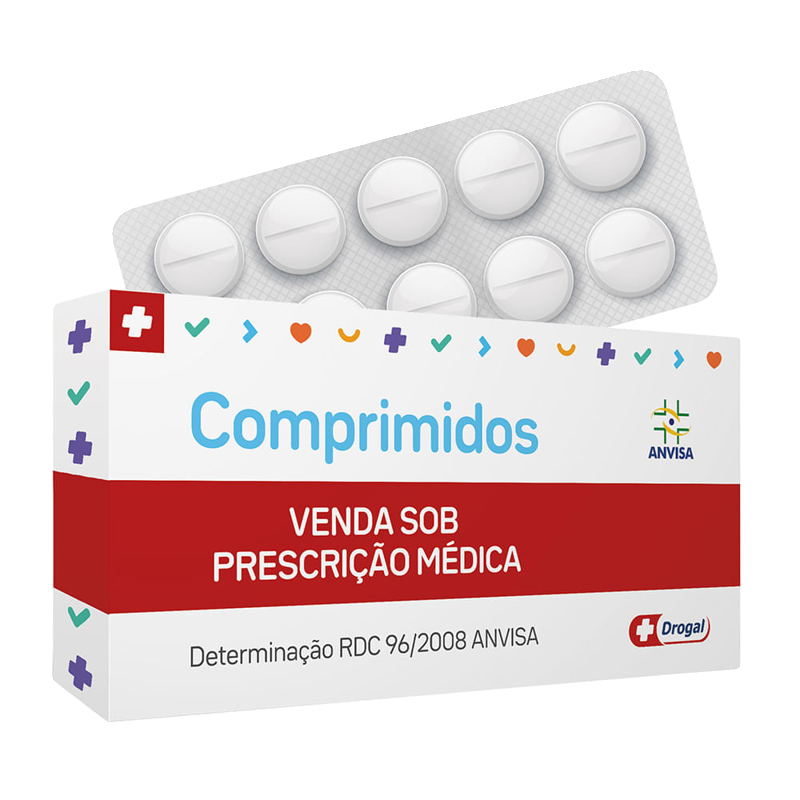 Comprimidos
ANVISA
VENDA SOB
PRESCRIÇÃO MÉDICA
Determinação RDC 96/2008 ANVISA
Drogal